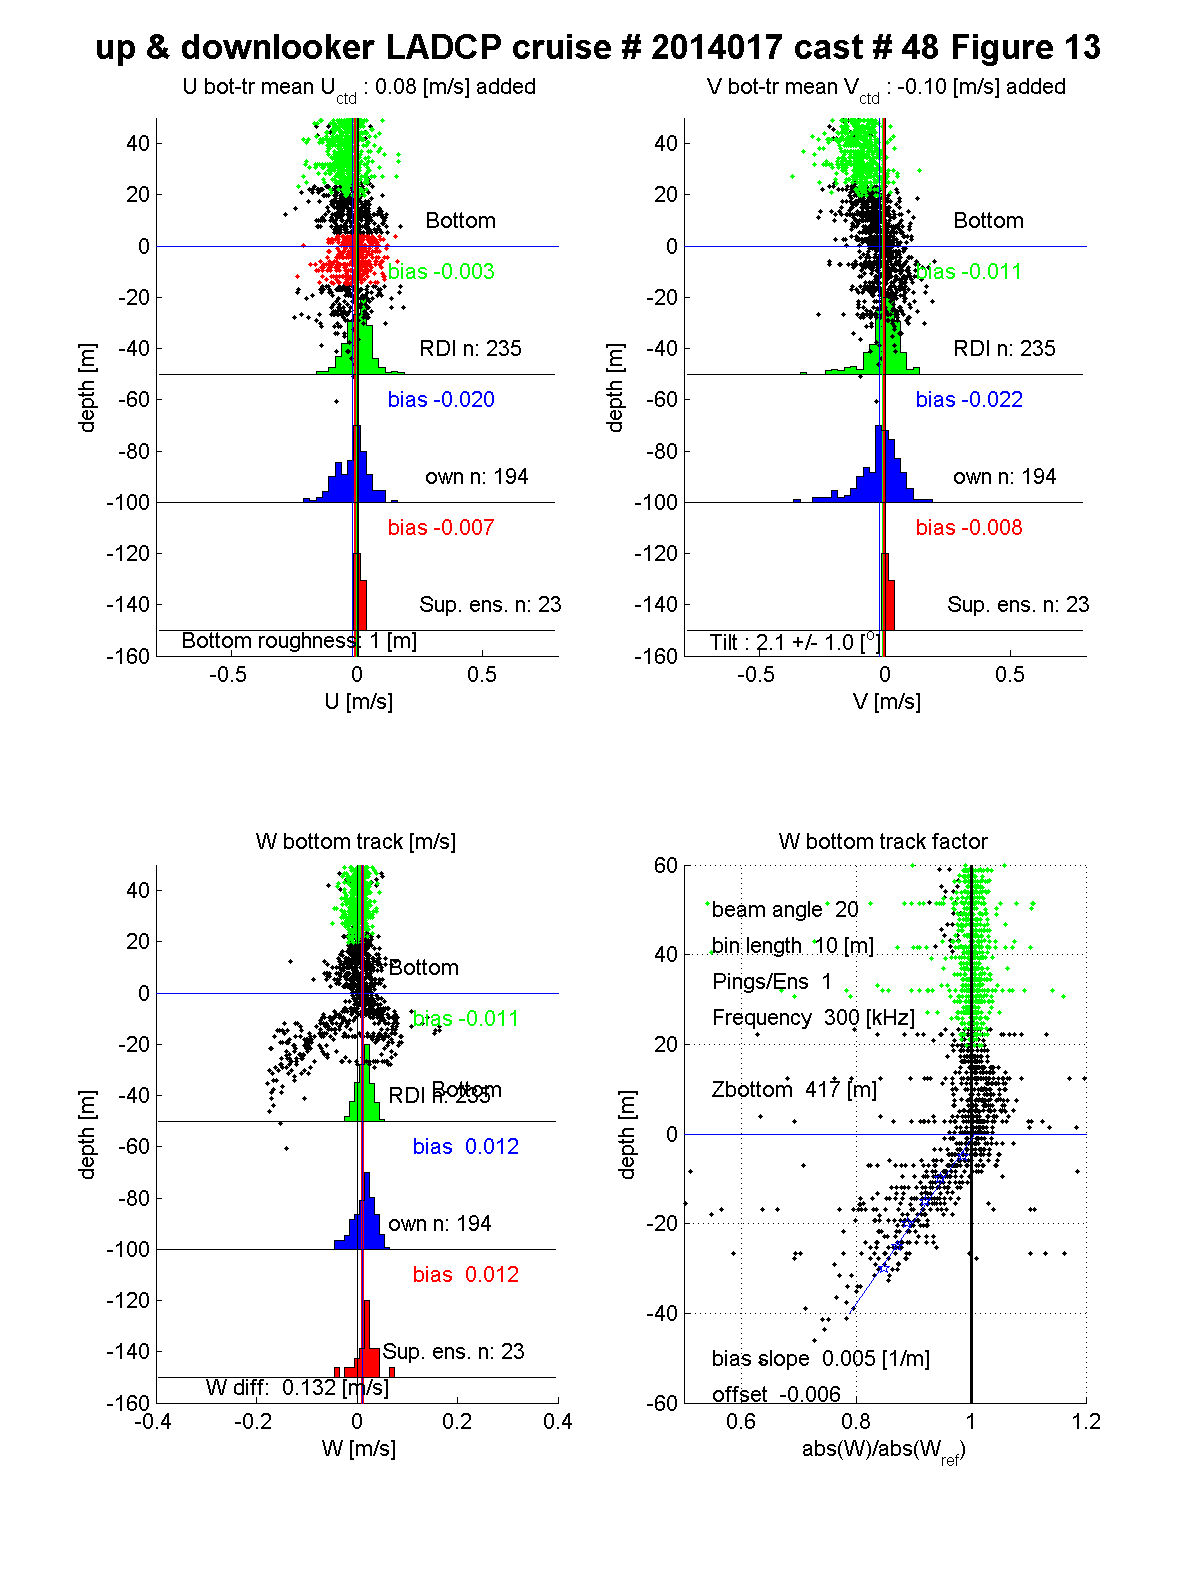 up & downlooker LADCP cruise # 2014017 cast # 48 Figure 13
U bot-tr mean Uctd : 0.08 [m/s] added
40
20
0
-20
-40
-60
-80
-100
-120
-140
-160
depth [m]
Bottom
bias -0.003
RDI n: 235
bias -0.020
own n: 194
bias -0.007
Sup. ens. n: 23
Bottom roughness: 1 [m]
-0.5 0 0.5
U [m/s]
V bot-tr mean Vctd : -0.10 [m/s] added
40
20
0
-20
-40
-60
-80
-100
-120
-140
-160
depth [m]
Bottom
bias -0.011
RDI n: 235
bias -0.022
own n: 194
bias -0.008
Sup. ens. n: 23
Tilt : 2.1 +/- 1.0 [o]
-0.5 0 0.5
V [m/s]
W bottom track [m/s]
40
20
0
-20
-40
-60
-80
-100
-120
-140
-160
depth [m]
Bottom
bias -0.011
Bottom
RDI n: 235
bias 0.012
own n: 194
bias 0.012
Sup. ens. n: 23
W diff: 0.132 [m/s]
-0.4 -0.2 0 0.2 0.4
W [m/s]
W bottom track factor
60
40
20
0
-20
-40
-60
depth [m]
beam angle 20
bin length 10 [m]
Pings/Ens 1
Frequency 300 [kHz]
Zbottom 417 [m]
bias slope 0.005 [1/m]
offset -0.006
0.6 0.8 1 1.2
abs(W)/abs(Wref)